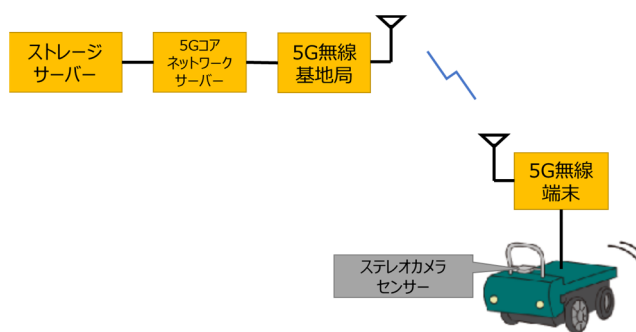 ストレージ
サーバー
5Gコア
ネットワーク
サーバー
5G無線
基地局
5G無線
端末
ステレオカメラ
センサー